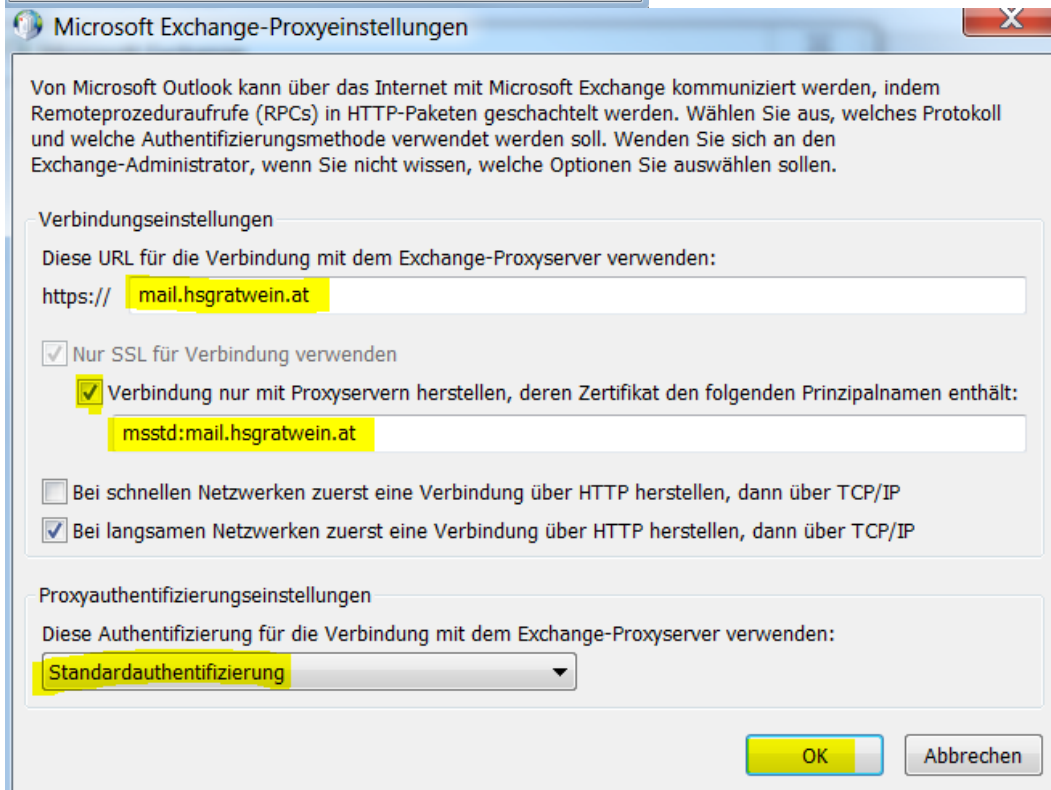 Microsoft Exchange-Proxyeinstellungen
Von Microsoft Outlook kann über das Internet mit Microsoft Exchange kommuniziert werden, indem
Remoteprozeduraufrufe (RPCs) in HTTP-Paketen geschachtelt werden. Wählen Sie aus, welches Protokoll
und welche Authentifizierungsmethode verwendet werden soll. Wenden Sie sich an den
Exchange-Administrator, wenn Sie nicht wissen, welche Optionen Sie auswählen sollen.
Verbindungseinstellungen
Diese URL für die Verbindung mit dem Exchange-Proxyserver verwenden:
https:// mail.hsgratwein.at
Nur SSL für Verbindung verwenden
Verbindung nur mit Proxyservern herstellen, deren Zertifikat den folgenden Prinzipalnamen enthält:
msstd:mail.hsgratwein.at
Bei schnellen Netzwerken zuerst eine Verbindung über HTTP herstellen, dann über TCP/IP
Bei langsamen Netzwerken zuerst eine Verbindung über HTTP herstellen, dann über TCP/IP
Proxyauthentifizierungseinstellungen
Diese Authentifizierung für die Verbindung mit dem Exchange-Proxyserver verwenden:
Standardauthentifizierung
OK Abbrechen